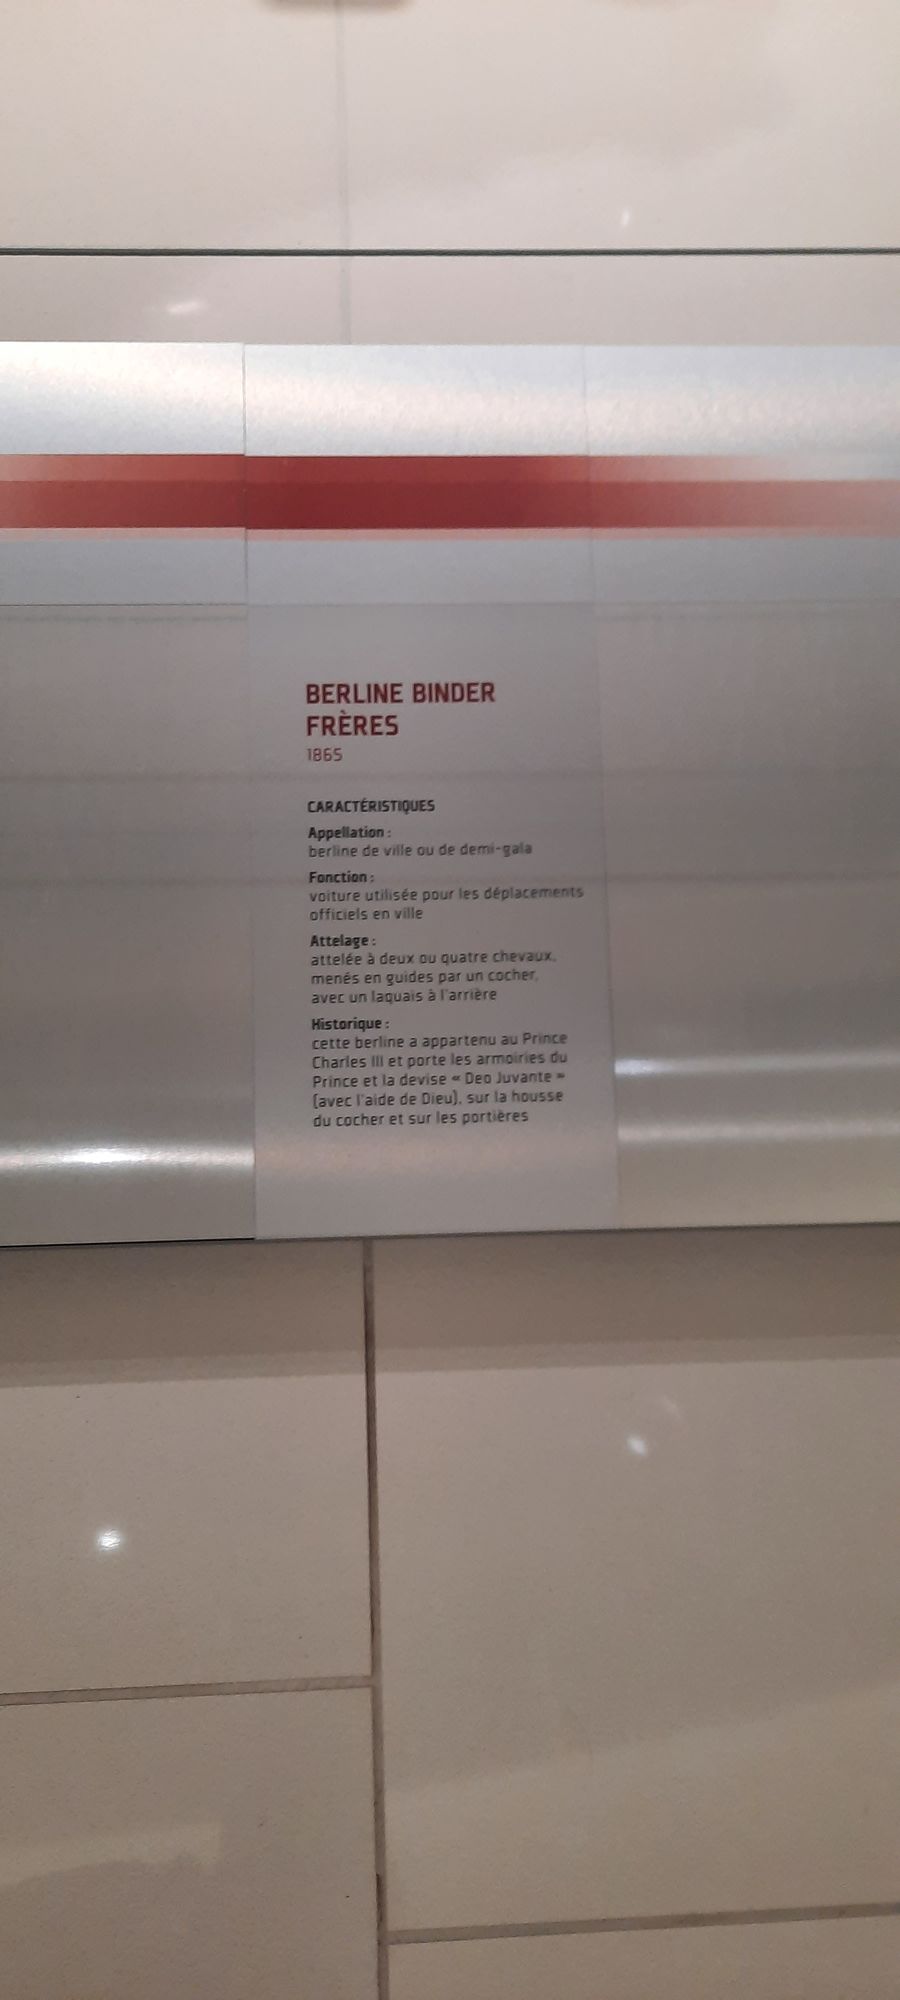 BERLINE BINDER
FRÈRES
1865
CARACTÉRISTIQUES
Appellation :
berline de ville ou de demi-gala
Fonction :
voiture utilisée pour les déplacements
officiels en ville
Attelage :
attelée à deux ou quatre chevaux,
menés en guides par un cocher,
avec un laquais à l'arrière
Historique :
cette berline a appartenu au Prince
Charles III et porte les armoiries du
Prince et la devise « Deo Juvante »
(avec l'aide de Dieu), sur la housse
du cocher et sur les portières